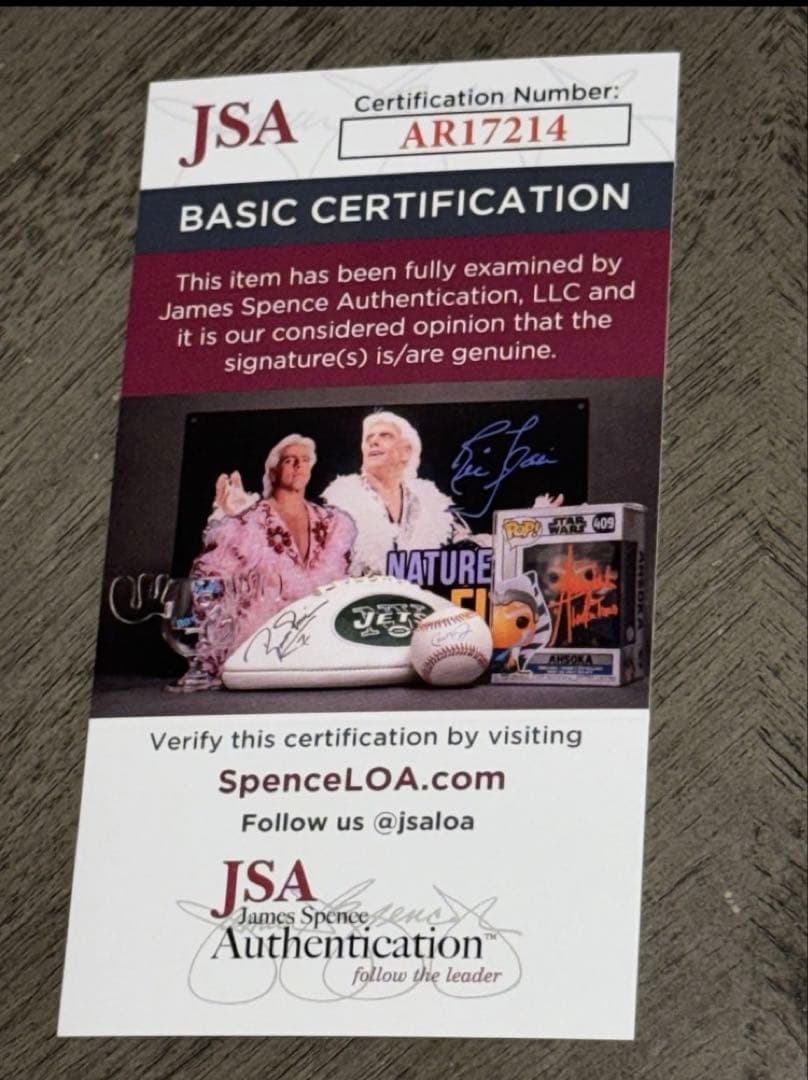 JSA
Certification Number:
AR17214
BASIC CERTIFICATION
This item has been fully examined by
James Spence Authentication, LLC and
it is our considered opinion that the
signature(s) is/are genuine.
NATURE
JETS
POP!
STAR
WARS
409
AHSOKA
Verify this certification by visiting
SpenceLOA.com
Follow us @jsaloa
JSA
James Spence
Authentication™
follow the leader